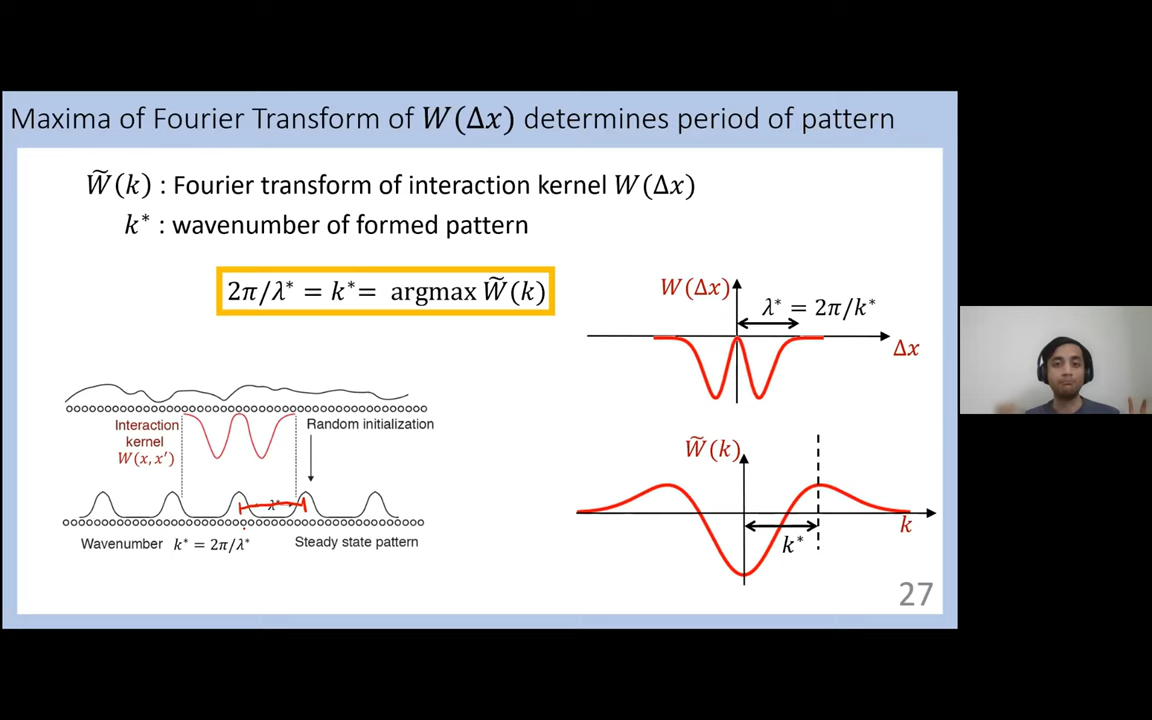 Maxima of Fourier Transform of W(Δx) determines period of pattern
W̃(k) : Fourier transform of interaction kernel W(Δx)
k* : wavenumber of formed pattern
2π/λ* = k*= argmax W̃(k)
W(Δx)
λ* = 2π/k*
Δx
Interaction
kernel
W(x, x′)
Random initialization
λ*
Wavenumber k* = 2π/λ*
Steady state pattern
W̃(k)
k
k*
27